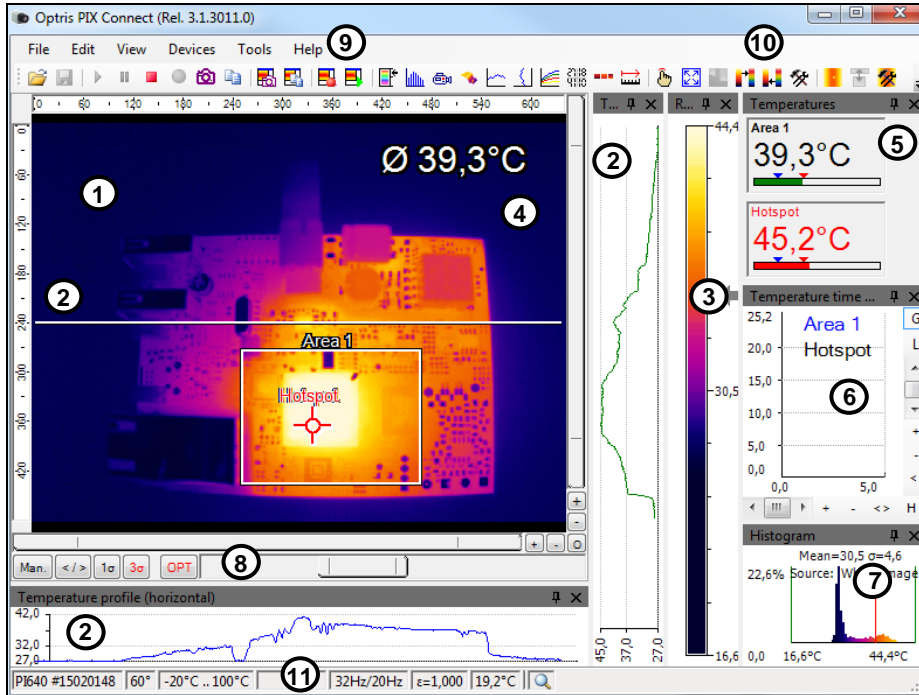 Optris PIX Connect (Rel. 3.1.3011.0)
File Edit View Devices Tools Help
9
10
0 60 120 180 240 300 360 420 480 540 600
T...
R...
Temperatures
0
60
120
180
240
300
360
420
Ø 39,3°C
1
4
2
Area 1
Hotspot
2
44,4
30,5
16,6
3
45,0
37,0
27,0
Area 1
39,3°C
5
Hotspot
45,2°C
Temperature time ...
25,2
20,0
15,0
10,0
5,0
0,0
0,0 5,0
Area 1
Hotspot
6
G
L
+
-
<
+ - <> H
Histogram
Mean=30,5 σ=4,6
22,6% Source:
7
0,0 16,6°C 44,4°C
+
-
+ - O
Man. < / > 1σ 3σ OPT
8
Temperature profile (horizontal)
42,0
32,0
27,0
2
PI640 #15020148 60° -20°C ..100°C 11 32Hz/20Hz ε=1,000 19,2°C